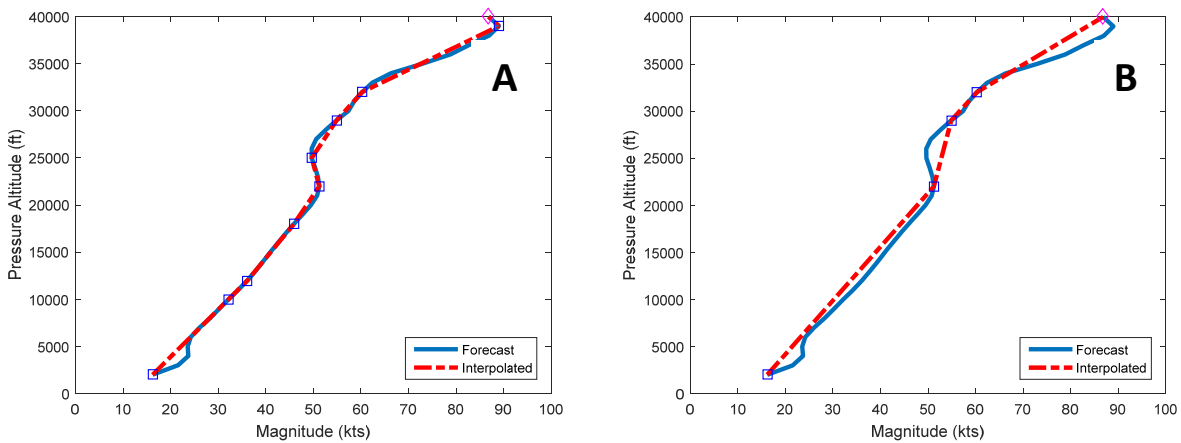 40000
35000
30000
25000
20000
15000
10000
5000
0
Pressure Altitude (ft)
A
Forecast
Interpolated
0 10 20 30 40 50 60 70 80 90 100
Magnitude (kts)
40000
35000
30000
25000
20000
15000
10000
5000
0
Pressure Altitude (ft)
B
Forecast
Interpolated
0 10 20 30 40 50 60 70 80 90 100
Magnitude (kts)